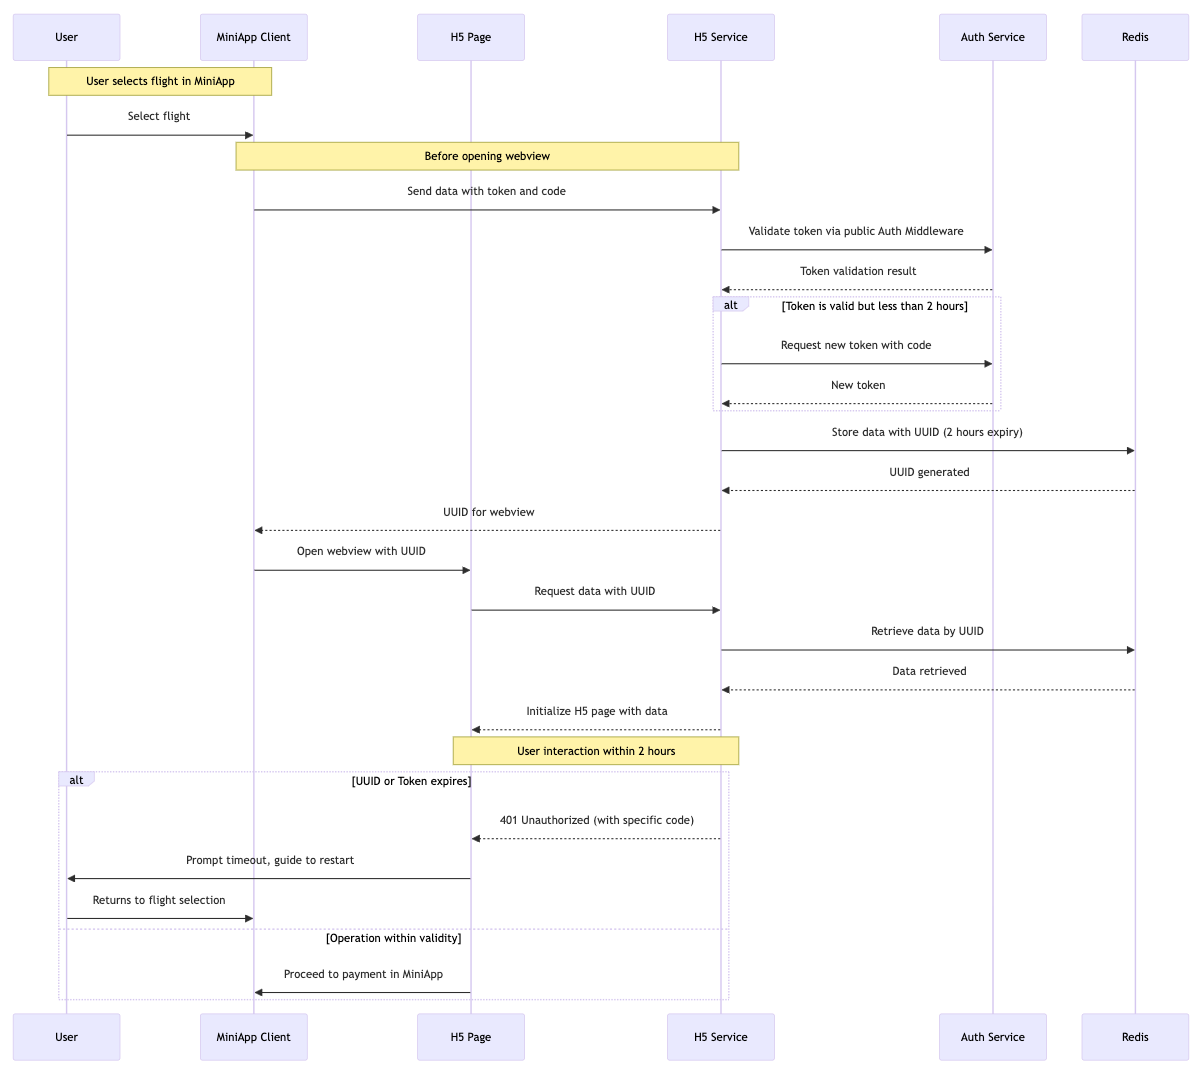 User
MiniApp Client
H5 Page
H5 Service
Auth Service
Redis
User selects flight in MiniApp
Select flight
Before opening webview
Send data with token and code
Validate token via public Auth Middleware
Token validation result
alt
[Token is valid but less than 2 hours]
Request new token with code
New token
Store data with UUID (2 hours expiry)
UUID generated
UUID for webview
Open webview with UUID
Request data with UUID
Retrieve data by UUID
Data retrieved
Initialize H5 page with data
User interaction within 2 hours
alt
[UUID or Token expires]
401 Unauthorized (with specific code)
Prompt timeout, guide to restart
Returns to flight selection
[Operation within validity]
Proceed to payment in MiniApp
User
MiniApp Client
H5 Page
H5 Service
Auth Service
Redis